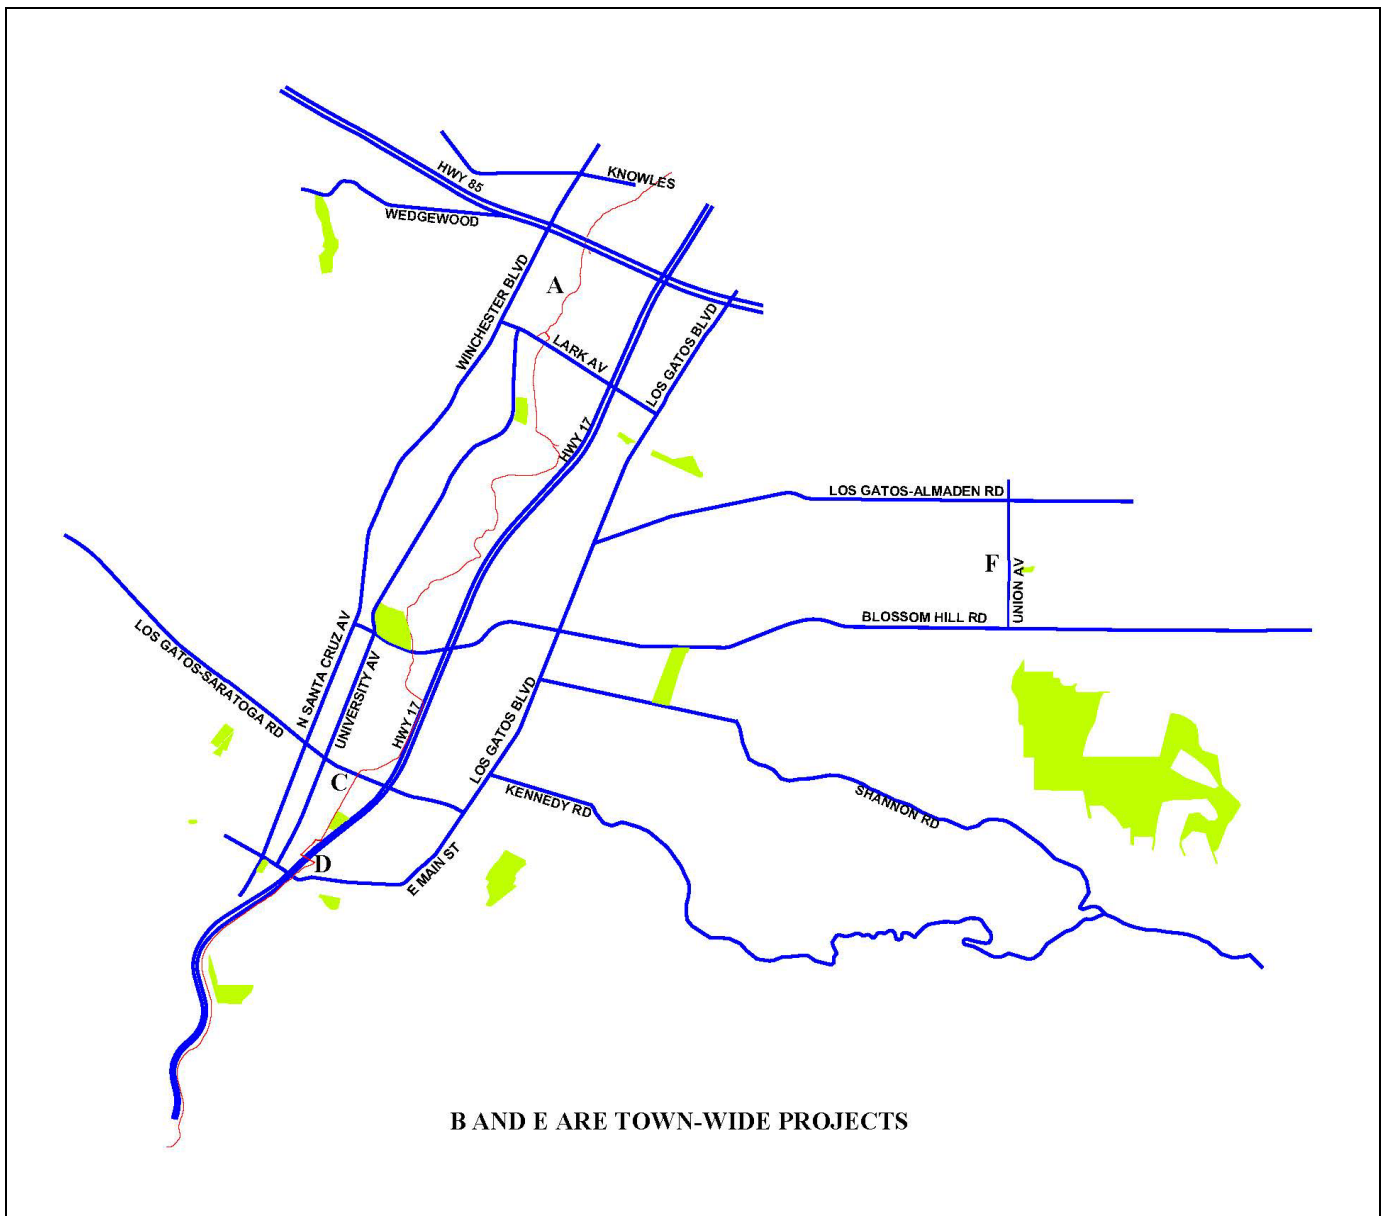 KNOWLES
HWY 85
WEDGEWOOD
A
WINCHESTER BLVD
LARK AV
LOS GATOS BLVD
HWY 17
LOS GATOS-ALMADEN RD
F
UNION AV
BLOSSOM HILL RD
LOS GATOS-SARATOGA RD
N SANTA CRUZ AV
UNIVERSITY AV
HWY 17
LOS GATOS BLVD
C
KENNEDY RD
SHANNON RD
D
E MAIN ST
B AND E ARE TOWN-WIDE PROJECTS